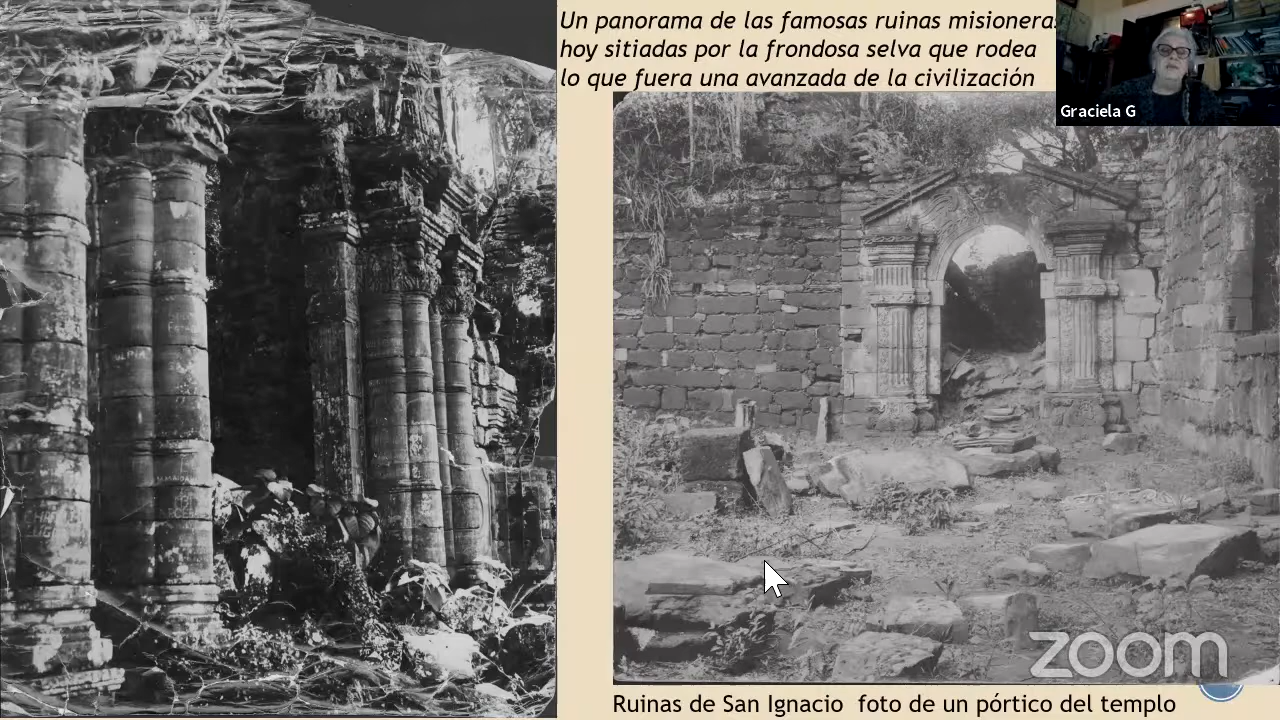 Un panorama de las famosas ruinas misioneras
hoy sitiadas por la frondosa selva que rodea
lo que fuera una avanzada de la civilización
Graciela G
zoom
Ruinas de San Ignacio foto de un pórtico del templo